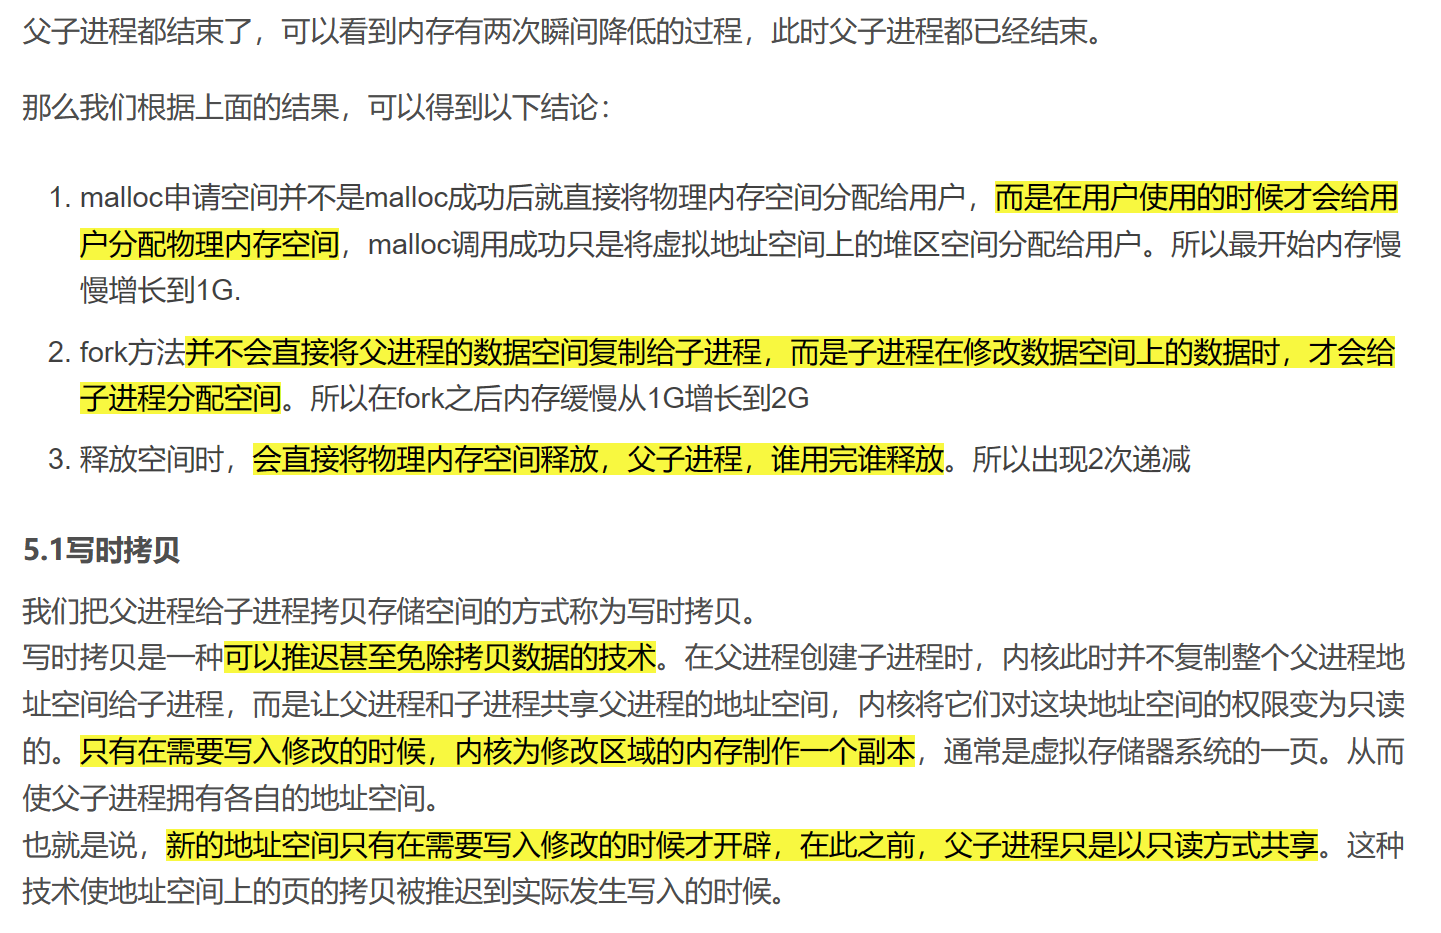 父子进程都结束了，可以看到内存有两次瞬间降低的过程，此时父子进程都已经结束。
那么我们根据上面的结果，可以得到以下结论：
1. malloc申请空间并不是malloc成功后就直接将物理内存空间分配给用户，而是在用户使用的时候才会给用
户分配物理内存空间，malloc调用成功只是将虚拟地址空间上的堆区空间分配给用户。所以最开始内存慢
慢增长到1G.
2. fork方法并不会直接将父进程的数据空间复制给子进程，而是子进程在修改数据空间上的数据时，才会给
子进程分配空间。所以在fork之后内存缓慢从1G增长到2G
3. 释放空间时，会直接将物理内存空间释放，父子进程，谁用完谁释放。所以出现2次递减
5.1写时拷贝
我们把父进程给子进程拷贝存储空间的方式称为写时拷贝。
写时拷贝是一种可以推迟甚至免除拷贝数据的技术。在父进程创建子进程时，内核此时并不复制整个父进程地
址空间给子进程，而是让父进程和子进程共享父进程的地址空间，内核将它们对这块地址空间的权限变为只读
的。只有在需要写入修改的时候，内核为修改区域的内存制作一个副本，通常是虚拟存储器系统的一页。从而
使父子进程拥有各自的地址空间。
也就是说，新的地址空间只有在需要写入修改的时候才开辟，在此之前，父子进程只是以只读方式共享。这种
技术使地址空间上的页的拷贝被推迟到实际发生写入的时候。